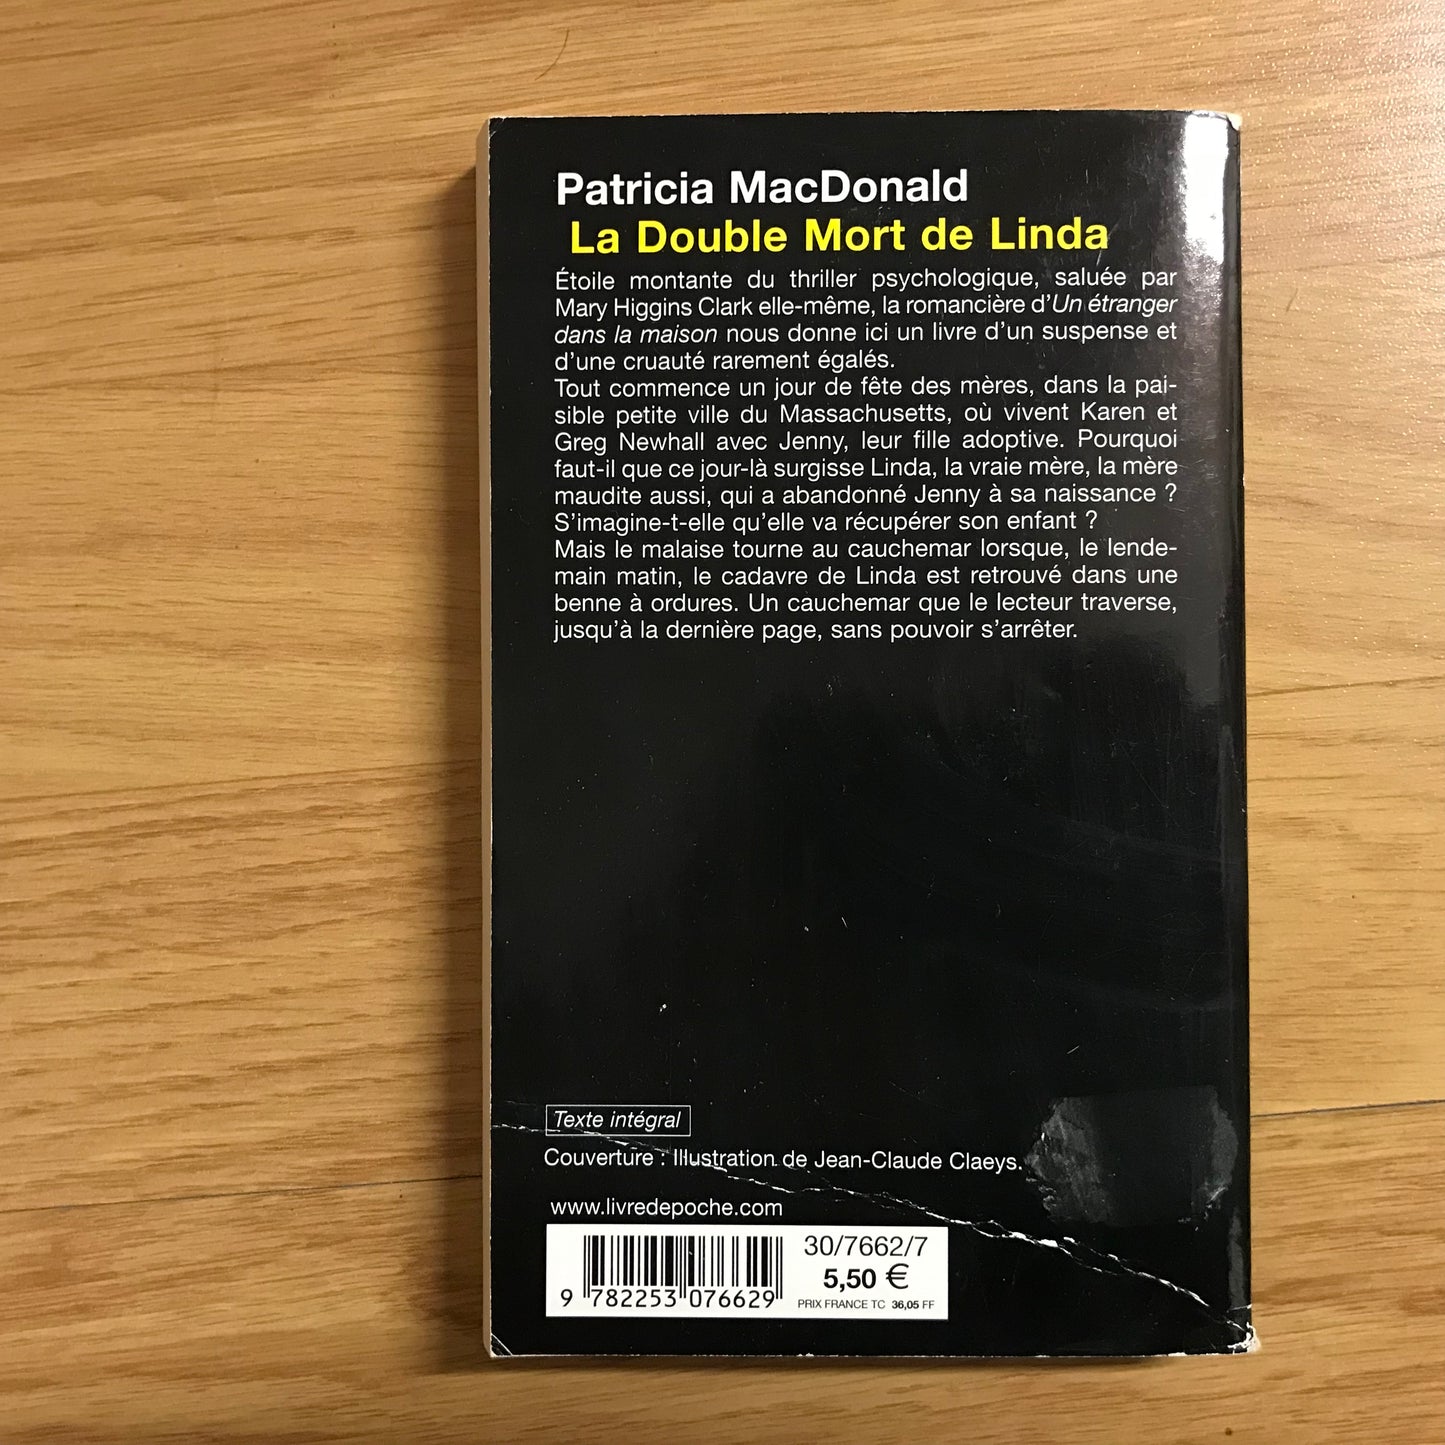 Patricia MacDonald
La Double Mort de Linda
Étoile montante du thriller psychologique, saluée par
Mary Higgins Clark elle-même, la romancière d'Un étranger
dans la maison nous donne ici un livre d'un suspense et
d'une cruauté rarement égalés.
Tout commence un jour de fête des mères, dans la pai-
sible petite ville du Massachusetts, où vivent Karen et
Greg Newhall avec Jenny, leur fille adoptive. Pourquoi
faut-il que ce jour-là surgisse Linda, la vraie mère, la mère
maudite aussi, qui a abandonné Jenny à sa naissance ?
S'imagine-t-elle qu'elle va récupérer son enfant ?
Mais le malaise tourne au cauchemar lorsque, le lende-
main matin, le cadavre de Linda est retrouvé dans une
benne à ordures. Un cauchemar que le lecteur traverse,
jusqu'à la dernière page, sans pouvoir s'arrêter.
Texte intégral
Couverture : Illustration de Jean-Claude Claeys.
www.livredepoche.com
30/7662/7
5,50 €
PRIX FRANCE TC 36,05 FF
9 782253 076629